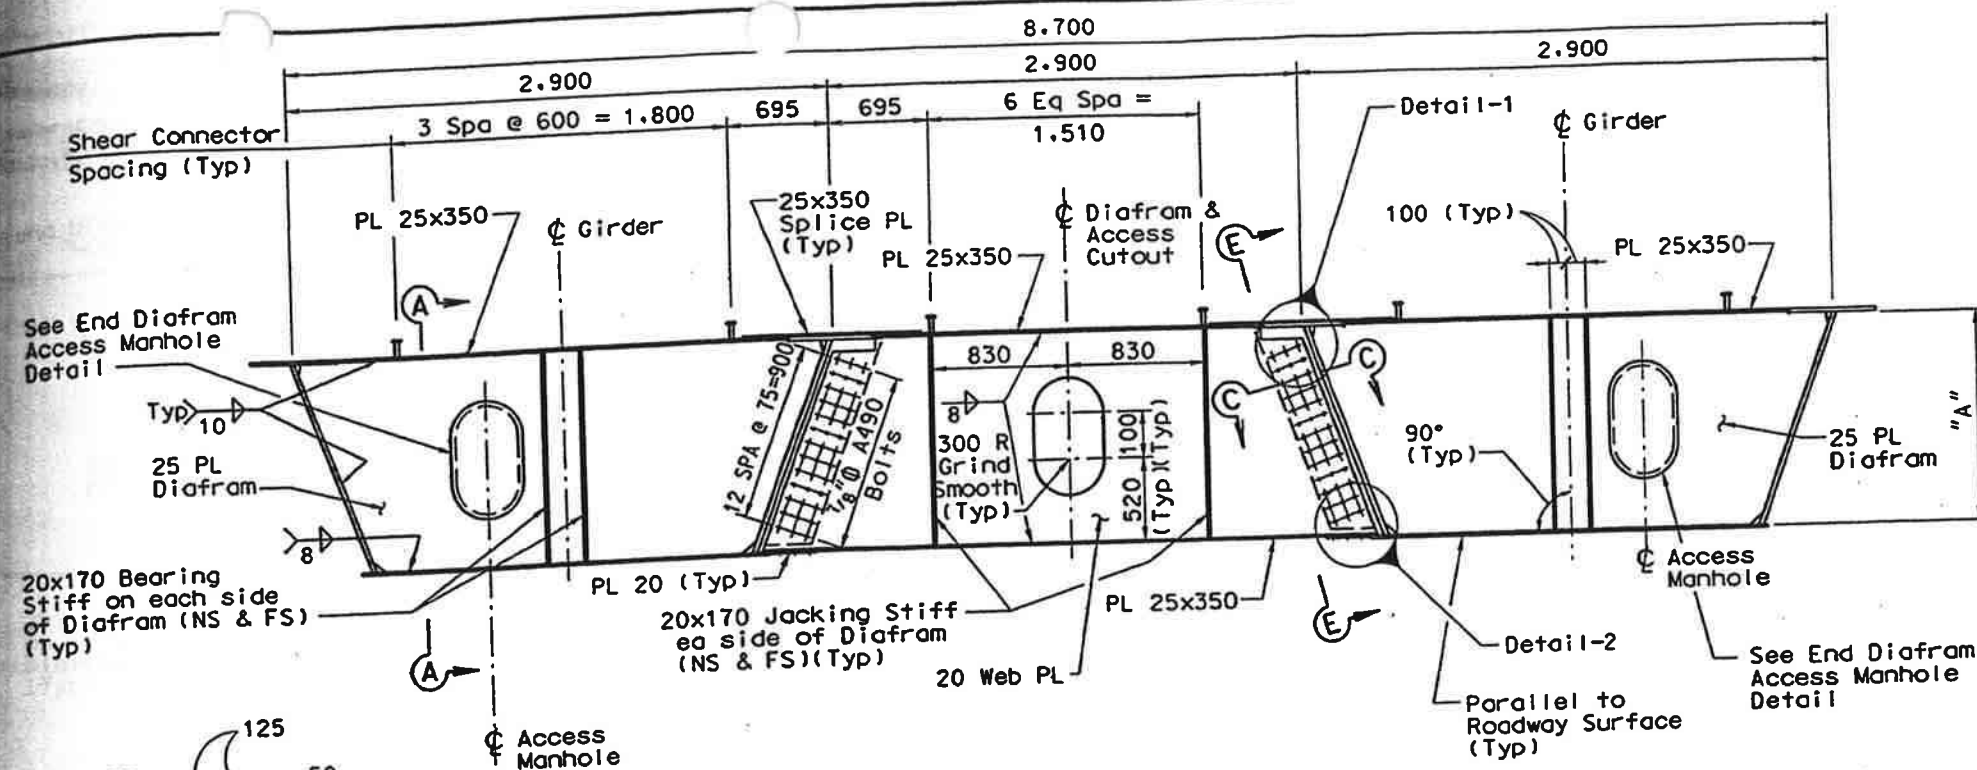 8.700
2.900
2.900
2.900
3 Spa @ 600 = 1.800
695
695
6 Eq Spa =
1.510
Shear Connector
Spacing (Typ)
Detail-1
℄ Girder
PL 25x350
℄ Girder
25x350
Splice PL
(Typ)
PL 25x350
℄ Diafram &
Access
Cutout
E
100 (Typ)
PL 25x350
A
See End Diafram
Access Manhole
Detail
Typ
10
25 PL
Diafram
8
12 SPA @ 75=900
A490
Bolts
830
830
8
300 R
Grind
Smooth
(Typ)
100
(Typ)
520
(Typ)
C
C
90°
(Typ)
25 PL
Diafram
"A"
20x170 Bearing
Stiff on each side
of Diafram (NS & FS)
(Typ)
A
PL 20 (Typ)
20x170 Jacking Stiff
ea side of Diafram
(NS & FS)(Typ)
20 Web PL
PL 25x350
E
Detail-2
℄ Access
Manhole
See End Diafram
Access Manhole
Detail
Parallel to
Roadway Surface
(Typ)
℄ Access
Manhole
125